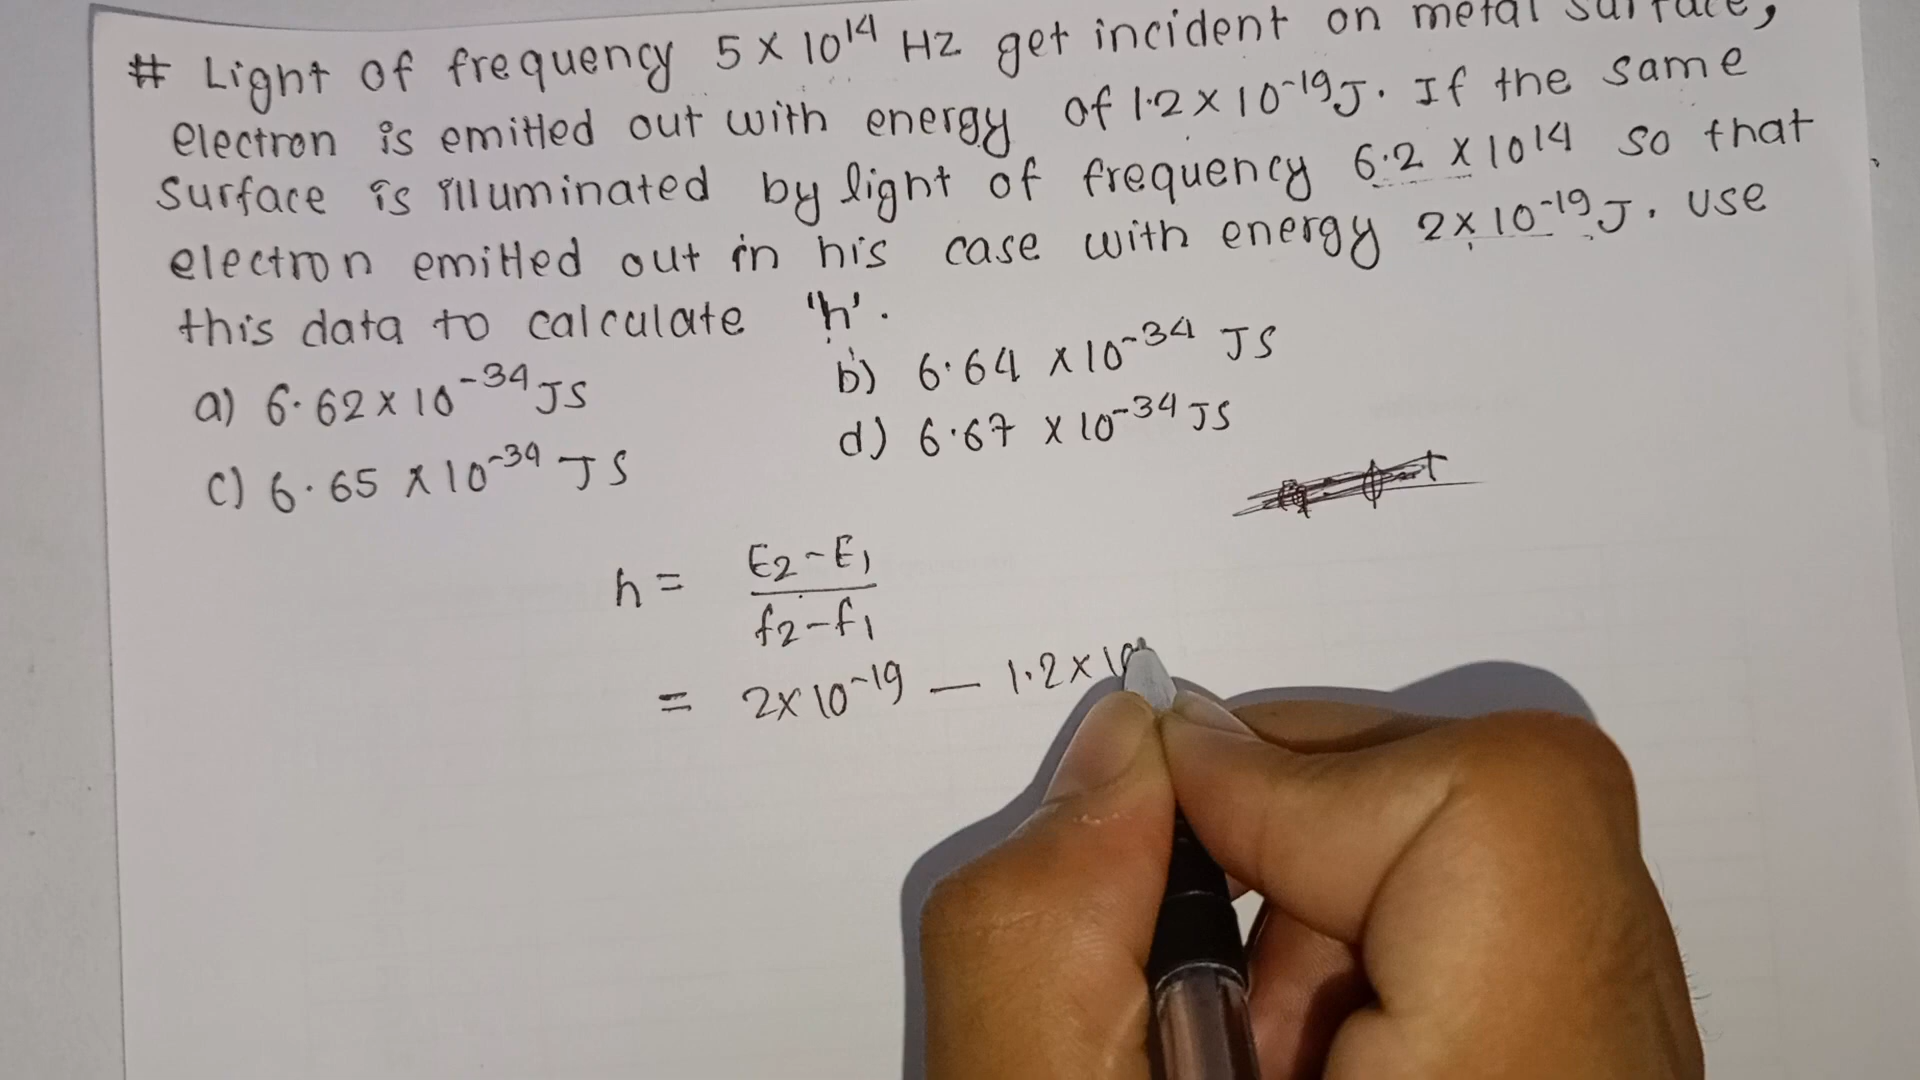 # Light of frequency 5 × 10¹⁴ Hz get incident on metal surface,
electron is emitted out with energy of 1.2 × 10⁻¹⁹ J. If the same
surface is illuminated by light of frequency 6.2 × 10¹⁴ so that
electron emitted out in his case with energy 2 × 10⁻¹⁹ J. Use
this data to calculate 'h'.
a) 6.62 × 10⁻³⁴ JS b) 6.64 × 10⁻³⁴ JS
c) 6.65 × 10⁻³⁴ JS d) 6.67 × 10⁻³⁴ JS
h = (E₂ - E₁) / (f₂ - f₁)
= 2 × 10⁻¹⁹ - 1.2 × 10